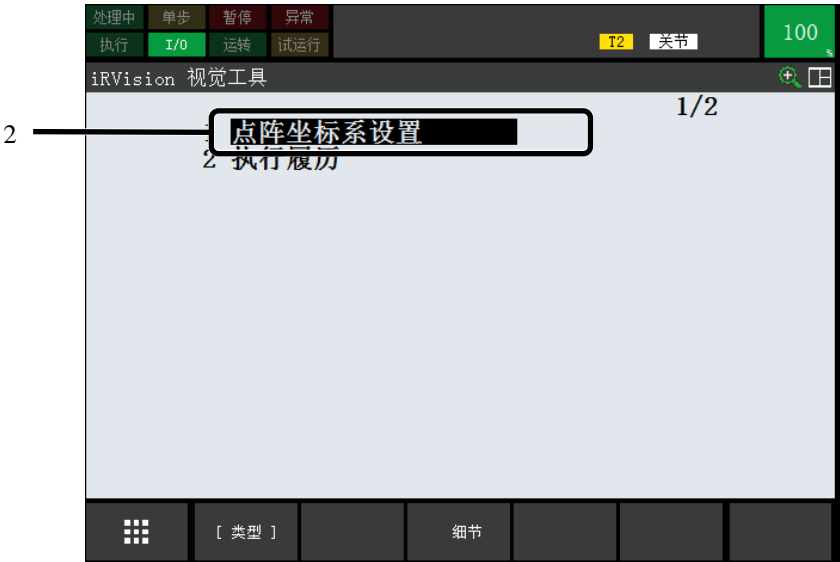 处理中 单步 暂停 异常
执行 I/O 运转 试运行 T2 关节 100 %
iRVision 视觉工具
1/2
2 点阵坐标系设置
2 执行履历
[ 类型 ] 细节